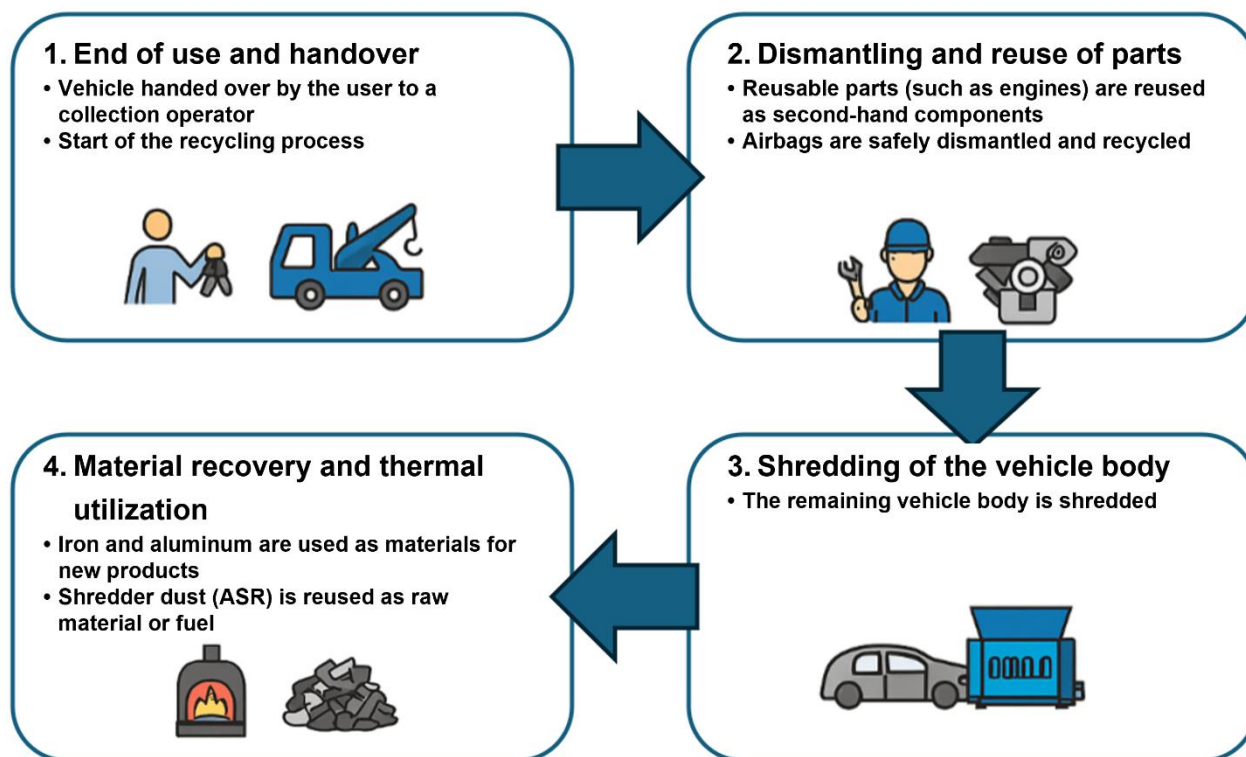 1. End of use and handover
• Vehicle handed over by the user to a
collection operator
• Start of the recycling process
2. Dismantling and reuse of parts
• Reusable parts (such as engines) are reused
as second-hand components
• Airbags are safely dismantled and recycled
3. Shredding of the vehicle body
• The remaining vehicle body is shredded
4. Material recovery and thermal
utilization
• Iron and aluminum are used as materials for
new products
• Shredder dust (ASR) is reused as raw
material or fuel